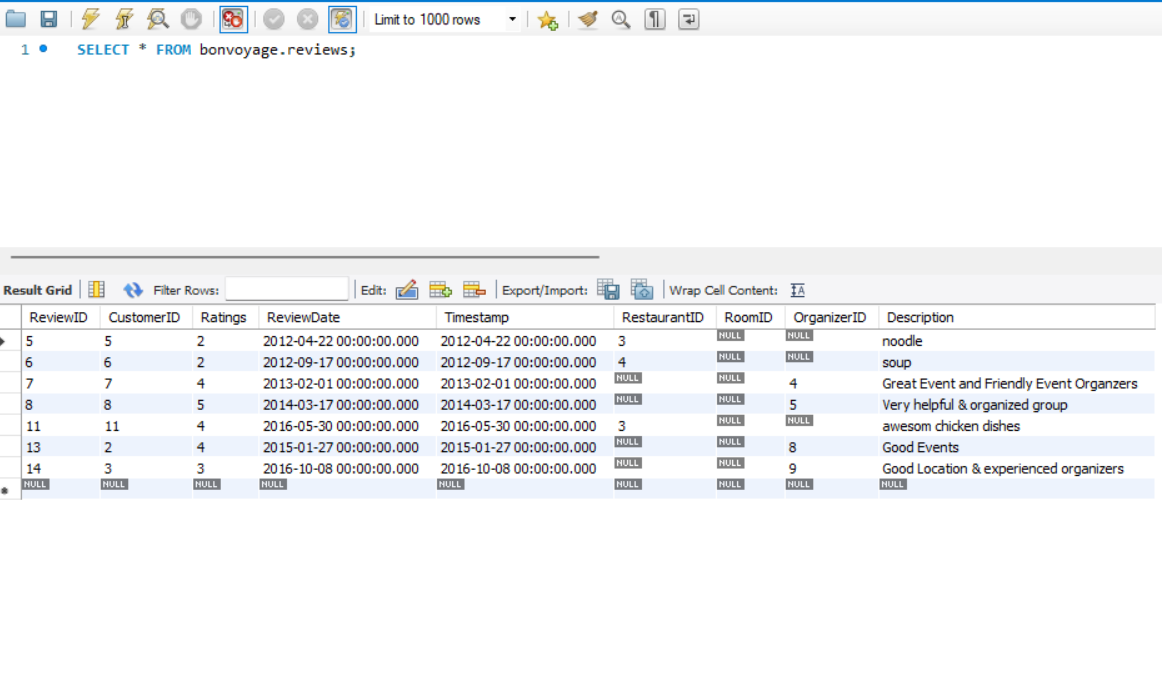 Limit to 1000 rows
1 SELECT * FROM bonvoyage.reviews;
Result Grid Filter Rows: Edit: Export/Import: Wrap Cell Content:
ReviewID CustomerID Ratings ReviewDate Timestamp RestaurantID RoomID OrganizerID Description
5 5 2 2012-04-22 00:00:00.000 2012-04-22 00:00:00.000 3 NULL NULL noodle
6 6 2 2012-09-17 00:00:00.000 2012-09-17 00:00:00.000 4 NULL NULL soup
7 7 4 2013-02-01 00:00:00.000 2013-02-01 00:00:00.000 NULL NULL 4 Great Event and Friendly Event Organzers
8 8 5 2014-03-17 00:00:00.000 2014-03-17 00:00:00.000 NULL NULL 5 Very helpful & organized group
11 11 4 2016-05-30 00:00:00.000 2016-05-30 00:00:00.000 3 NULL NULL awesom chicken dishes
13 2 4 2015-01-27 00:00:00.000 2015-01-27 00:00:00.000 NULL NULL 8 Good Events
14 3 3 2016-10-08 00:00:00.000 2016-10-08 00:00:00.000 NULL NULL 9 Good Location & experienced organizers
NULL NULL NULL NULL NULL NULL NULL NULL NULL